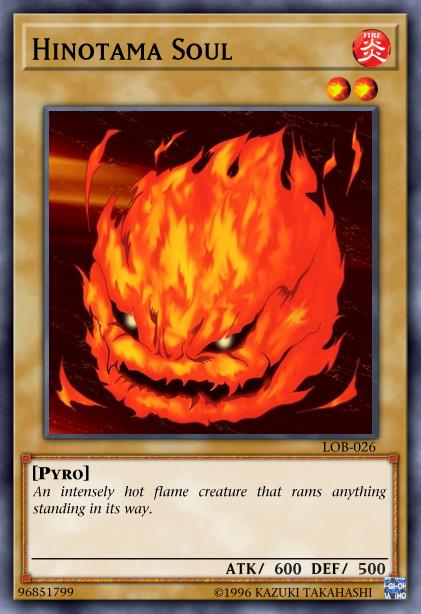 HINOTAMA SOUL
FIRE
炎
LOB-026
[PYRO]
An intensely hot flame creature that rams anything
standing in its way.
ATK/ 600 DEF/ 500
96851799
©1996 KAZUKI TAKAHASHI